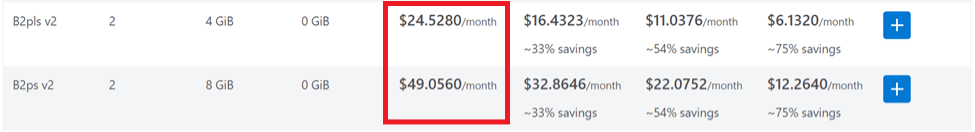 B2pls v2 2 4 GiB 0 GiB $24.5280/month $16.4323/month $11.0376/month $6.1320/month +
~33% savings ~54% savings ~75% savings
B2ps v2 2 8 GiB 0 GiB $49.0560/month $32.8646/month $22.0752/month $12.2640/month +
~33% savings ~54% savings ~75% savings